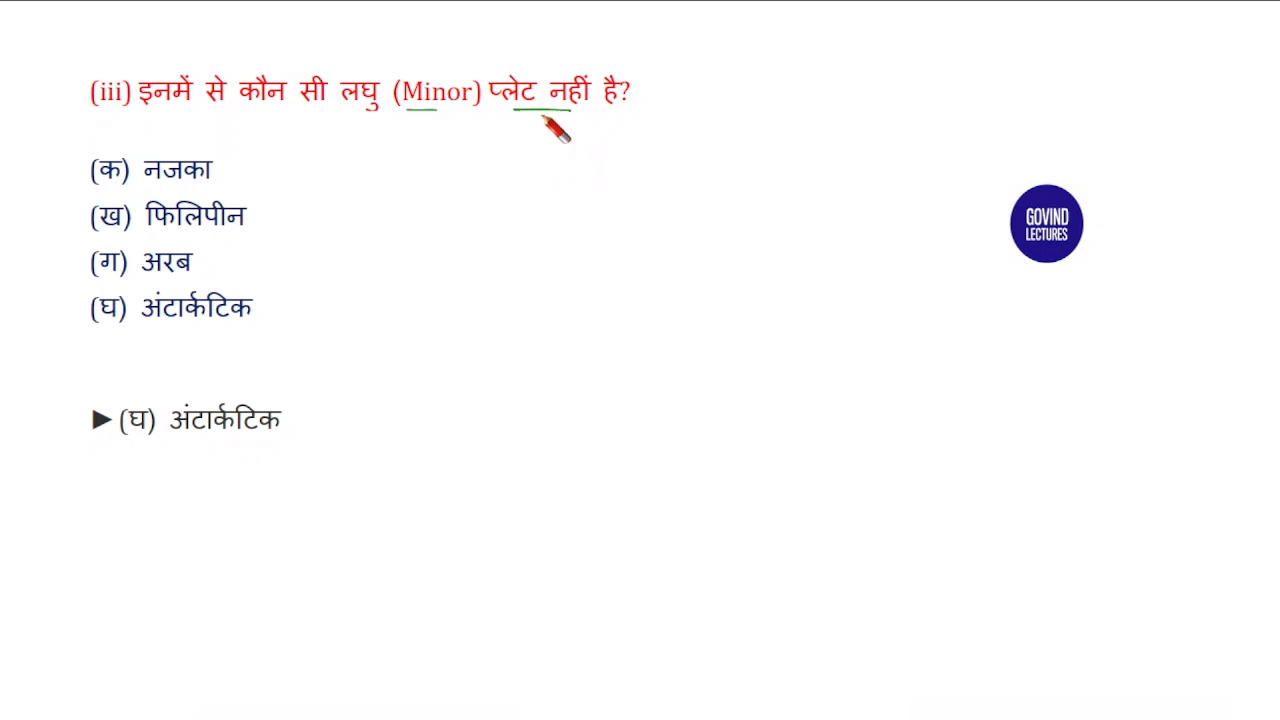 (iii) इनमें से कौन सी लघु (Minor) प्लेट नहीं है?
(क) नजका
(ख) फिलिपीन
(ग) अरब
(घ) अंटार्कटिक
GOVIND
LECTURES
►(घ) अंटार्कटिक